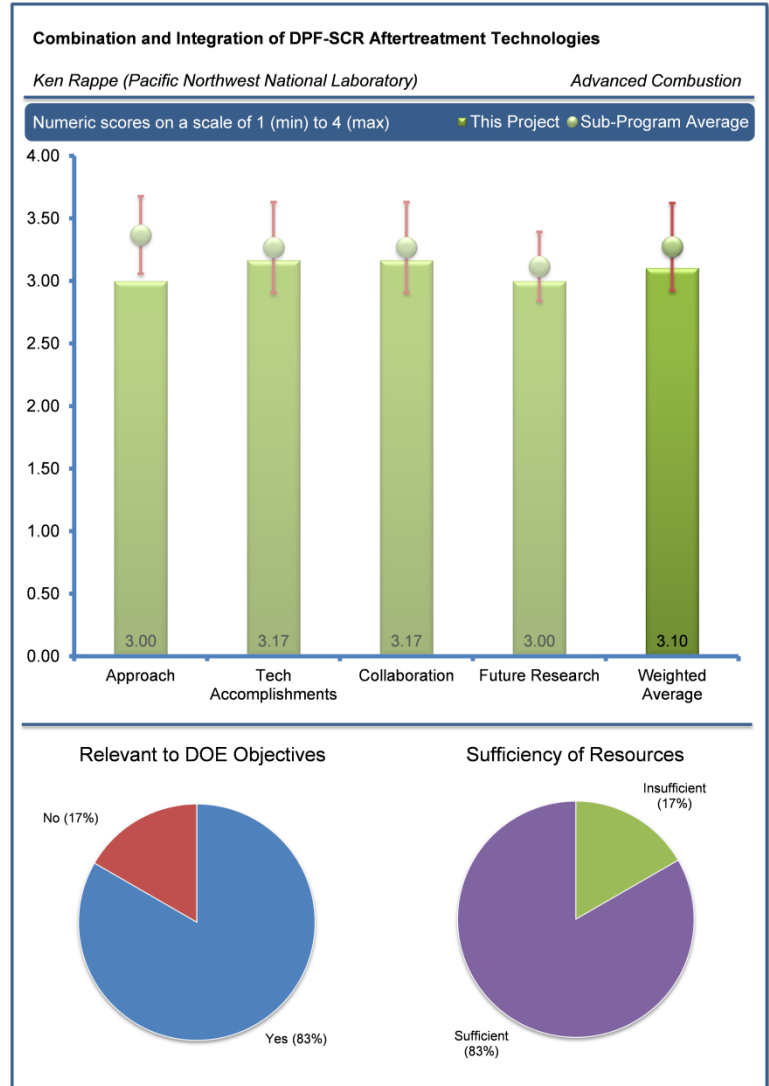 Combination and Integration of DPF-SCR Aftertreatment Technologies
Ken Rappe (Pacific Northwest National Laboratory) Advanced Combustion
Numeric scores on a scale of 1 (min) to 4 (max) This Project Sub-Program Average
4.00
3.50
3.00
2.50
2.00
1.50
1.00
0.50
0.00
3.00 3.17 3.17 3.00 3.10
Approach Tech Accomplishments Collaboration Future Research Weighted Average
Relevant to DOE Objectives
No (17%)
Yes (83%)
Sufficiency of Resources
Insufficient
(17%)
Sufficient
(83%)